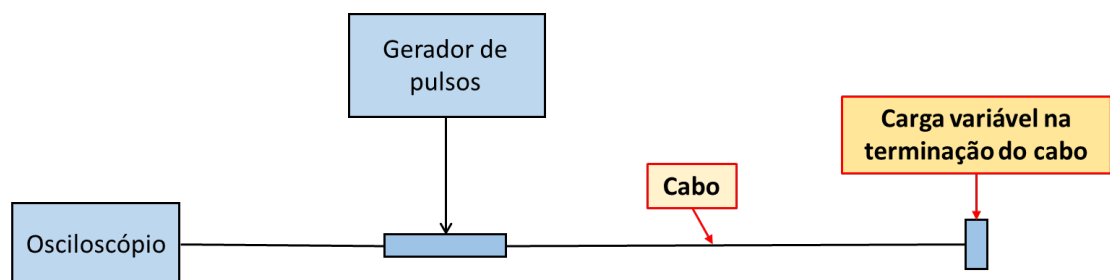 Gerador de
pulsos
Carga variável na
terminação do cabo
Cabo
Osciloscópio